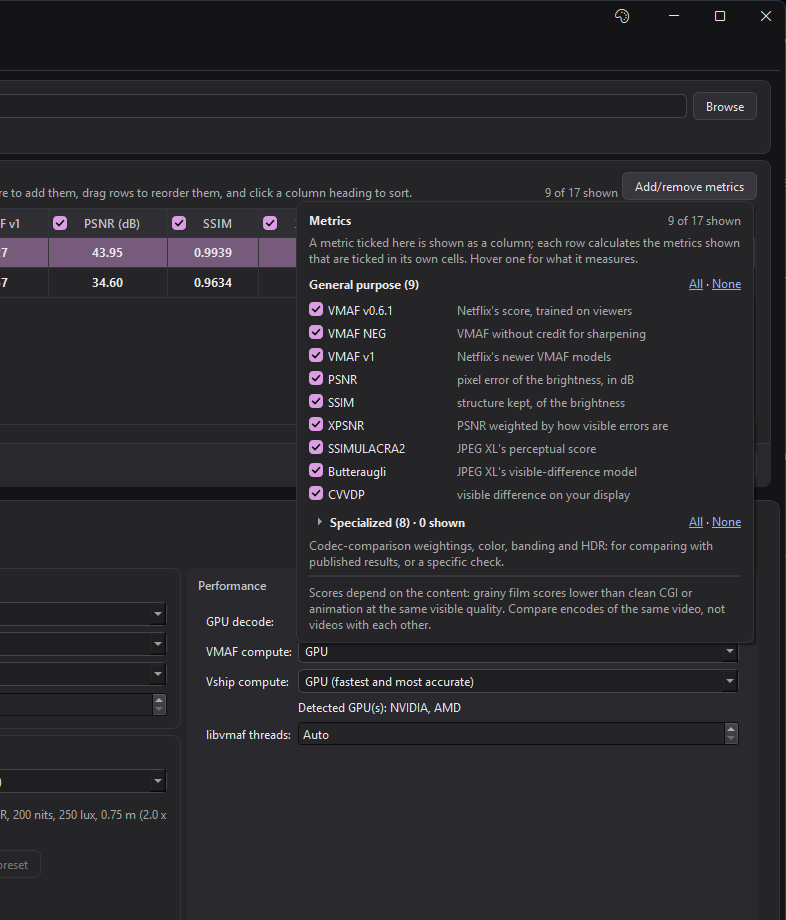 Browse
re to add them, drag rows to reorder them, and click a column heading to sort.
9 of 17 shown
Add/remove metrics
F v1
PSNR (dB)
SSIM
7
43.95
0.9939
7
34.60
0.9634
Metrics
9 of 17 shown
A metric ticked here is shown as a column; each row calculates the metrics shown
that are ticked in its own cells. Hover one for what it measures.
General purpose (9)
All · None
VMAF v0.6.1 Netflix's score, trained on viewers
VMAF NEG VMAF without credit for sharpening
VMAF v1 Netflix's newer VMAF models
PSNR pixel error of the brightness, in dB
SSIM structure kept, of the brightness
XPSNR PSNR weighted by how visible errors are
SSIMULACRA2 JPEG XL's perceptual score
Butteraugli JPEG XL's visible-difference model
CVVDP visible difference on your display
Specialized (8) · 0 shown
All · None
Codec-comparison weightings, color, banding and HDR: for comparing with
published results, or a specific check.
Scores depend on the content: grainy film scores lower than clean CGI or
animation at the same visible quality. Compare encodes of the same video, not
videos with each other.
Performance
GPU decode:
VMAF compute: GPU
Vship compute: GPU (fastest and most accurate)
Detected GPU(s): NVIDIA, AMD
libvmaf threads: Auto
)
R, 200 nits, 250 lux, 0.75 m (2.0 x
preset